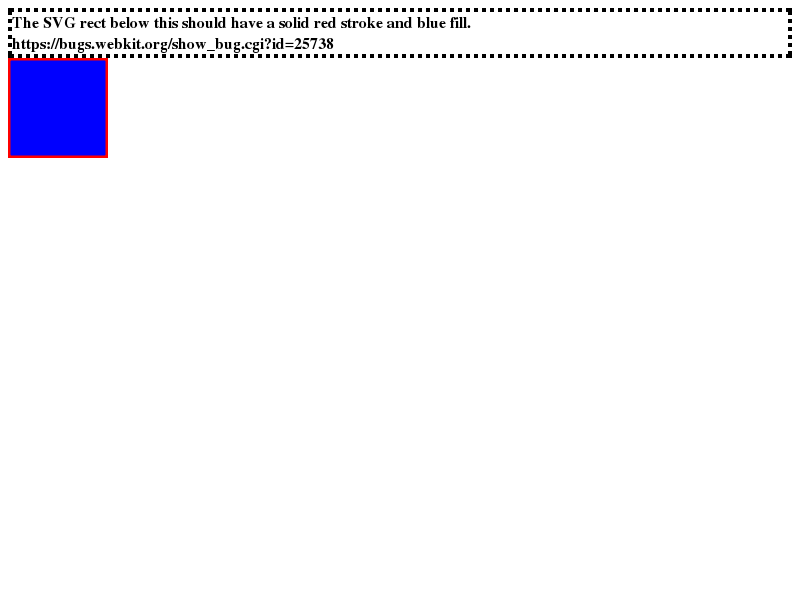 The SVG rect below this should have a solid red stroke and blue fill.
https://bugs.webkit.org/show_bug.cgi?id=25738